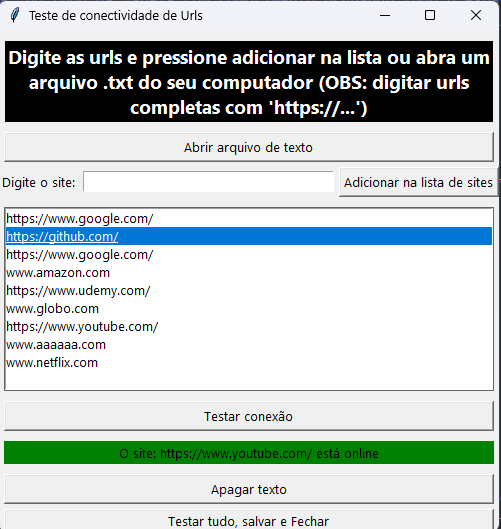 Teste de conectividade de Urls
Digite as urls e pressione adicionar na lista ou abra um
arquivo .txt do seu computador (OBS: digitar urls
completas com 'https://...')
Abrir arquivo de texto
Digite o site:
Adicionar na lista de sites
https://www.google.com/
https://github.com/
https://www.google.com/
www.amazon.com
https://www.udemy.com/
www.globo.com
https://www.youtube.com/
www.aaaaaa.com
www.netflix.com
Testar conexão
O site: https://www.youtube.com/ está online
Apagar texto
Testar tudo, salvar e Fechar